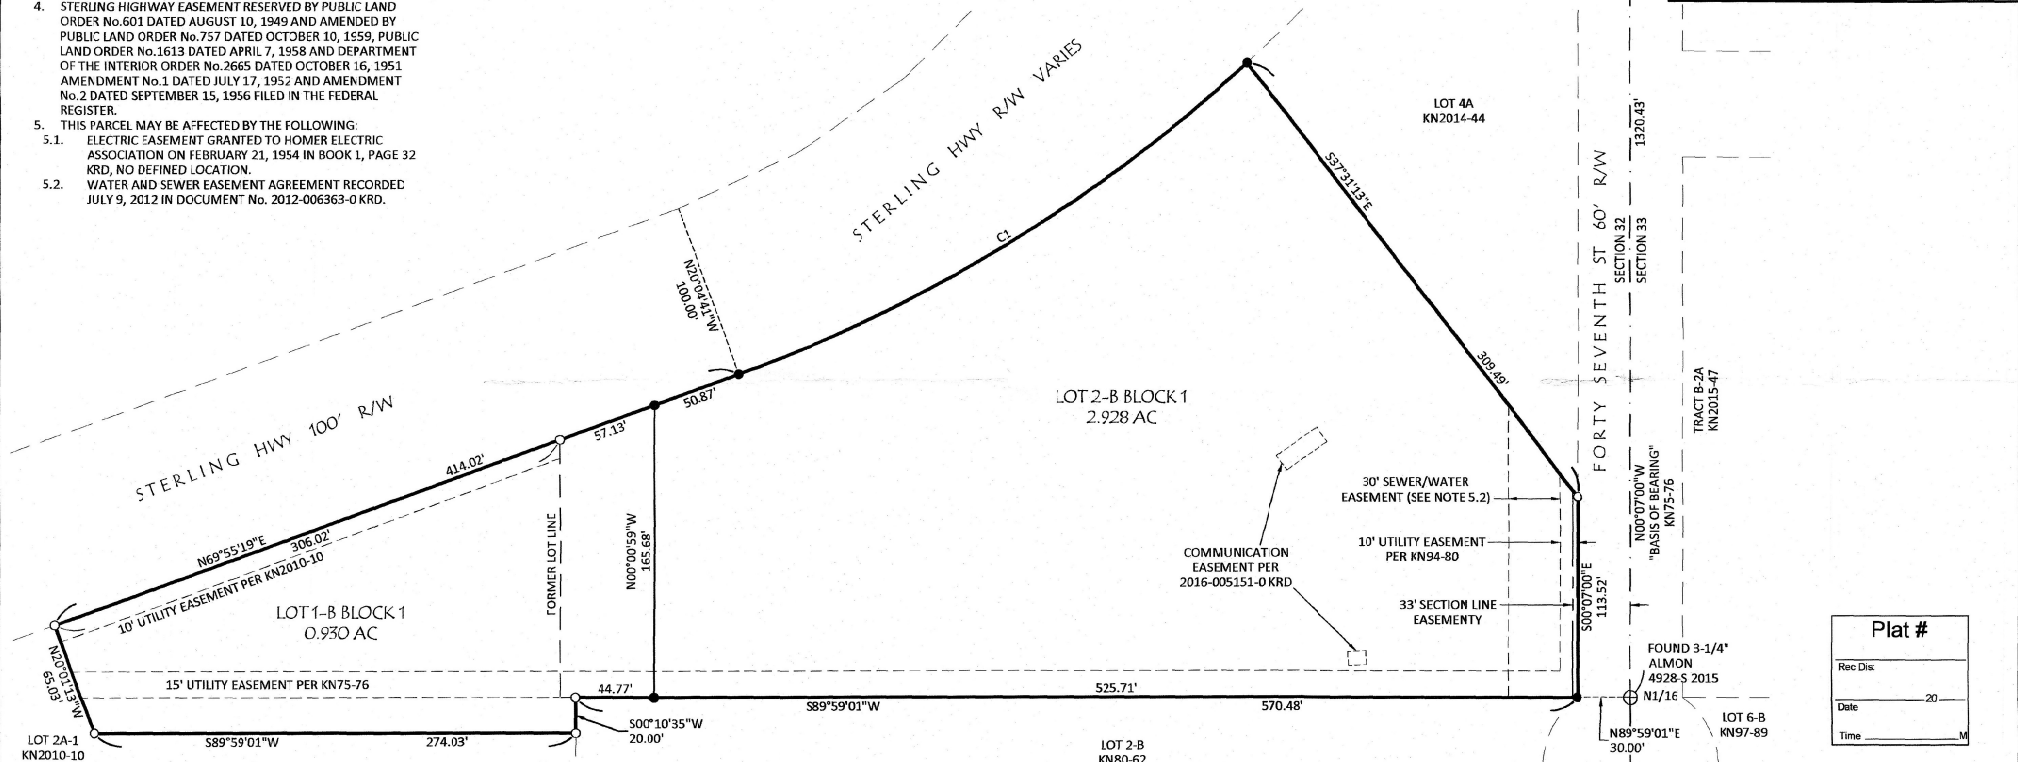 4. STERLING HIGHWAY EASEMENT RESERVED BY PUBLIC LAND
ORDER No.601 DATED AUGUST 10, 1949 AND AMENDED BY
PUBLIC LAND ORDER No.757 DATED OCTOBER 10, 1959, PUBLIC
LAND ORDER No.1613 DATED APRIL 7, 1958 AND DEPARTMENT
OF THE INTERIOR ORDER No.2665 DATED OCTOBER 16, 1951
AMENDMENT No.1 DATED JULY 17, 1952 AND AMENDMENT
No.2 DATED SEPTEMBER 15, 1956 FILED IN THE FEDERAL
REGISTER.
5. THIS PARCEL MAY BE AFFECTED BY THE FOLLOWING:
5.1. ELECTRIC EASEMENT GRANTED TO HOMER ELECTRIC
ASSOCIATION ON FEBRUARY 21, 1954 IN BOOK 1, PAGE 32
KRD, NO DEFINED LOCATION.
5.2. WATER AND SEWER EASEMENT AGREEMENT RECORDED
JULY 9, 2012 IN DOCUMENT No. 2012-006363-0 KRD.
STERLING HWY R/W VARIES
LOT 4A
KN2014-44
S37°31'13"E
309.49'
C1
N20°04'41"W
100.00'
STERLING HWY 100' R/W
50.87'
57.13'
414.02'
N69°55'19"E
306.02'
10' UTILITY EASEMENT PER KN2010-10
LOT 1-B BLOCK 1
0.930 AC
FORMER LOT LINE
N00°00'59"W
165.68'
LOT 2-B BLOCK 1
2.928 AC
30' SEWER/WATER
EASEMENT (SEE NOTE 5.2)
10' UTILITY EASEMENT
PER KN94-80
COMMUNICATION
EASEMENT PER
2016-005151-0 KRD
33' SECTION LINE
EASEMENTY
S00°07'00"E
113.52'
FORTY SEVENTH ST 60' R/W
SECTION 32
SECTION 33
1320.43'
N00°07'00"W
"BASIS OF BEARING"
KN75-76
TRACT B-2A
KN2015-47
FOUND 3-1/4"
ALMON
4928-S 2015
N1/16
LOT 6-B
KN97-89
N89°59'01"E
30.00'
N20°01'13"W
65.03'
15' UTILITY EASEMENT PER KN75-76
44.77'
525.71'
S89°59'01"W
570.48'
S00°10'35"W
20.00'
S89°59'01"W
274.03'
LOT 2A-1
KN2010-10
LOT 2-B
KN80-62
Plat #
Rec Dis:
20
Date
Time M